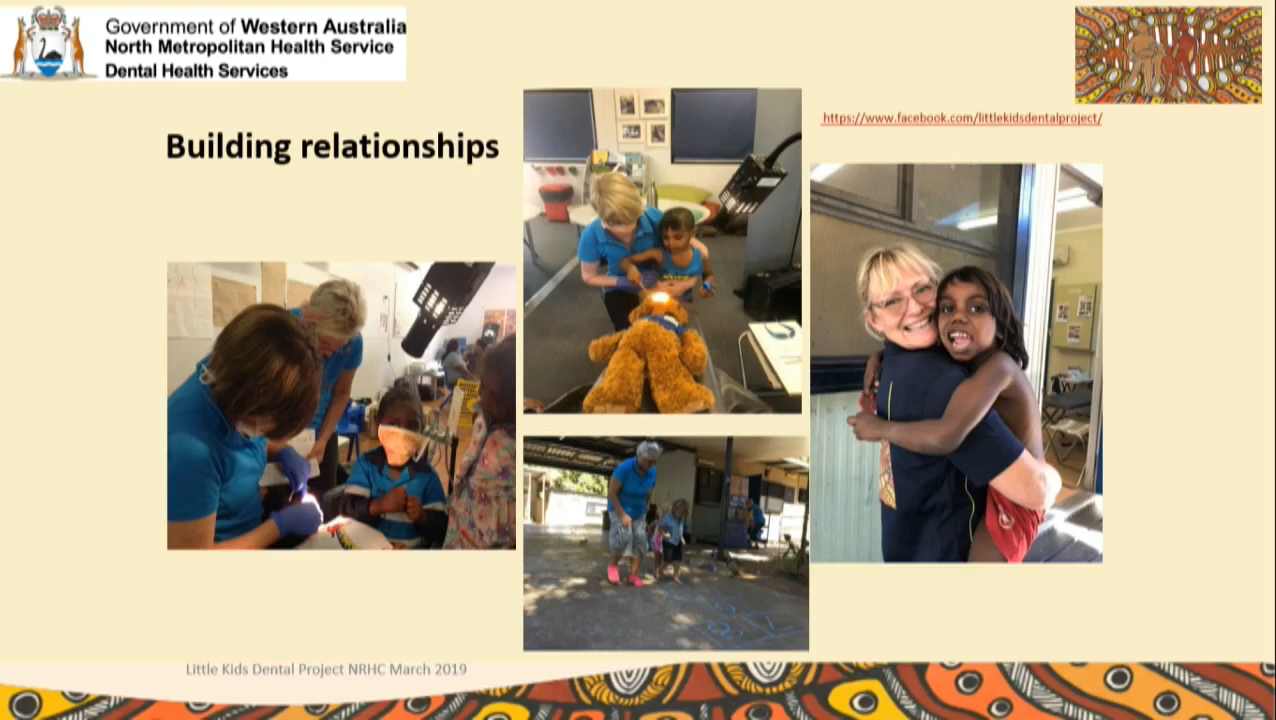 Government of Western Australia
North Metropolitan Health Service
Dental Health Services
https://www.facebook.com/littlekidsdentalproject/
Building relationships
Little Kids Dental Project NRHC March 2019